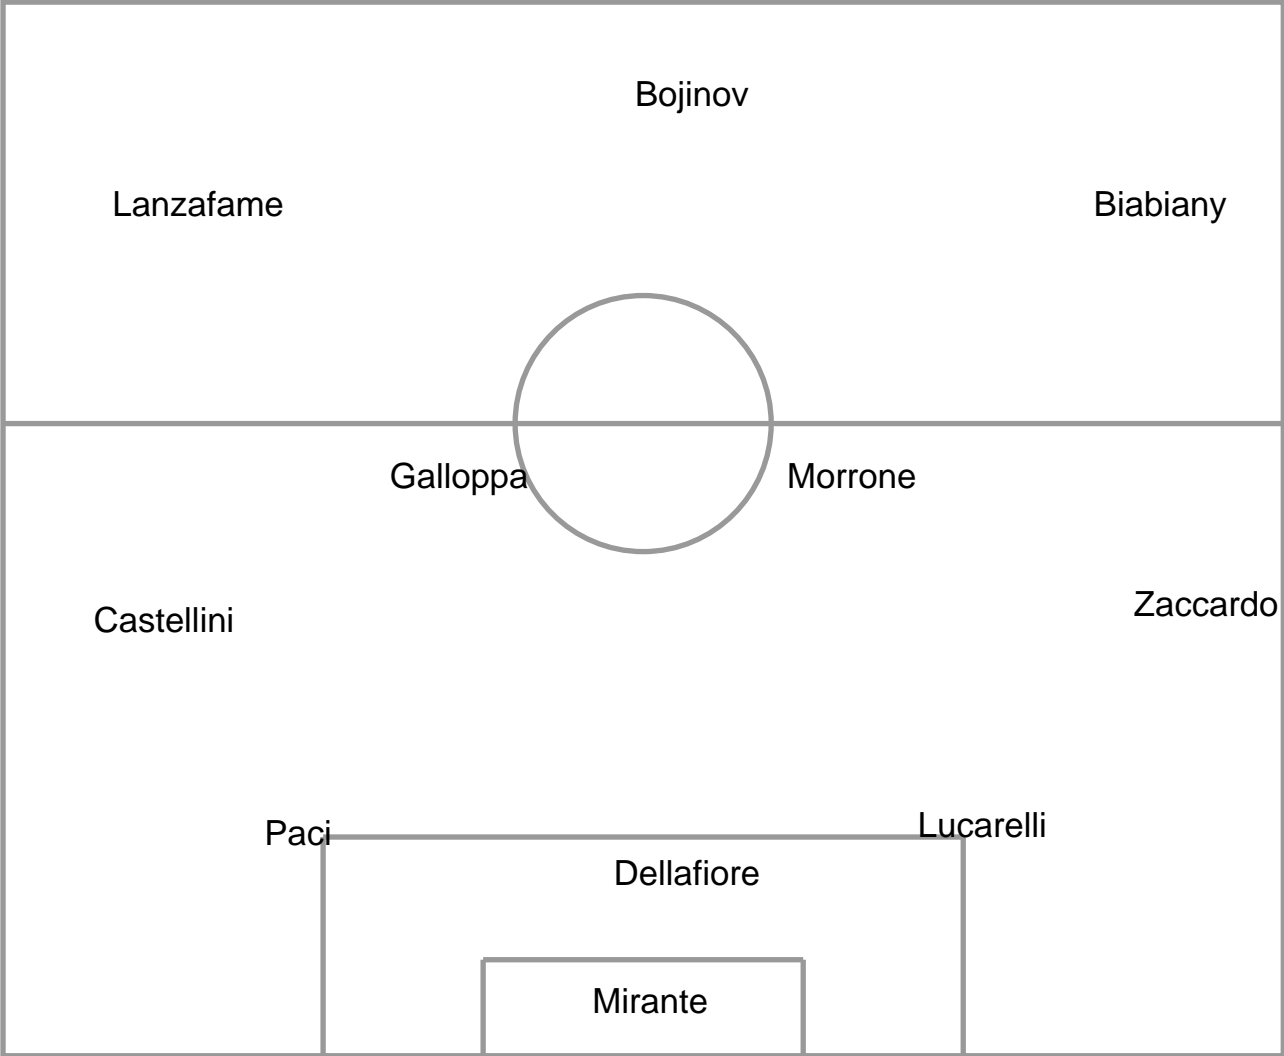 Bojinov
Lanzafame
Biabiany
Galloppa
Morrone
Castellini
Zaccardo
Paci
Lucarelli
Dellafiore
Mirante